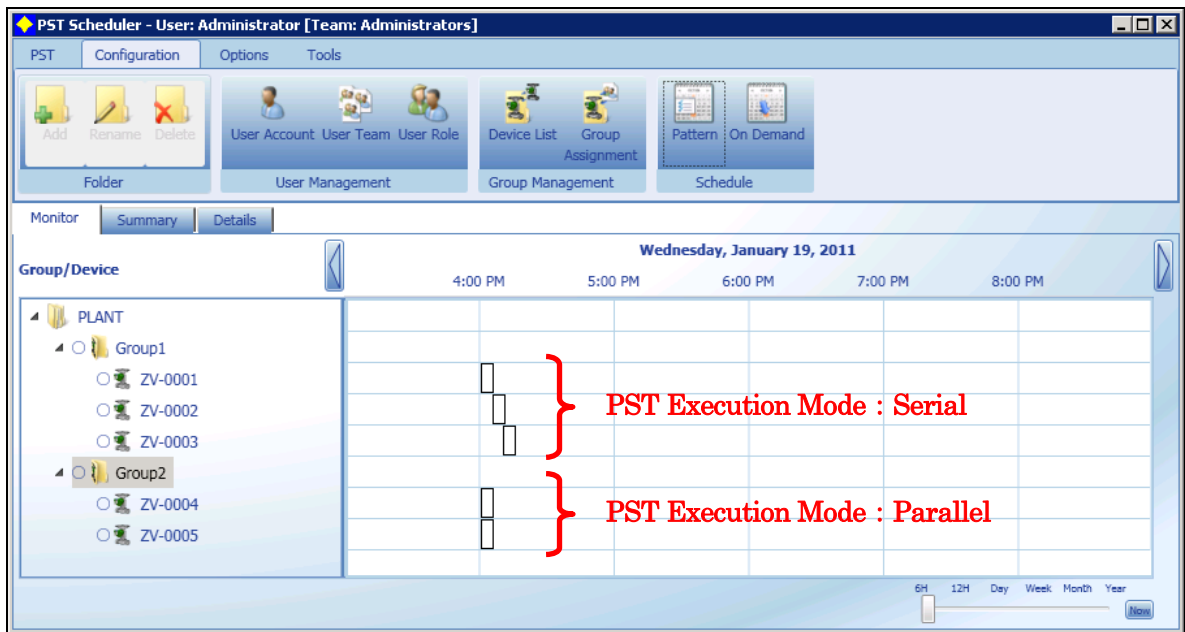 PST Scheduler - User: Administrator [Team: Administrators]
PST Configuration Options Tools
Add Rename Delete
User Account User Team User Role
Device List Group Assignment
Pattern On Demand
Folder User Management Group Management Schedule
Monitor Summary Details
Group/Device
Wednesday, January 19, 2011
4:00 PM 5:00 PM 6:00 PM 7:00 PM 8:00 PM
PLANT
Group1
ZV-0001
ZV-0002
ZV-0003
PST Execution Mode : Serial
Group2
ZV-0004
ZV-0005
PST Execution Mode : Parallel
6H 12H Day Week Month Year
Now